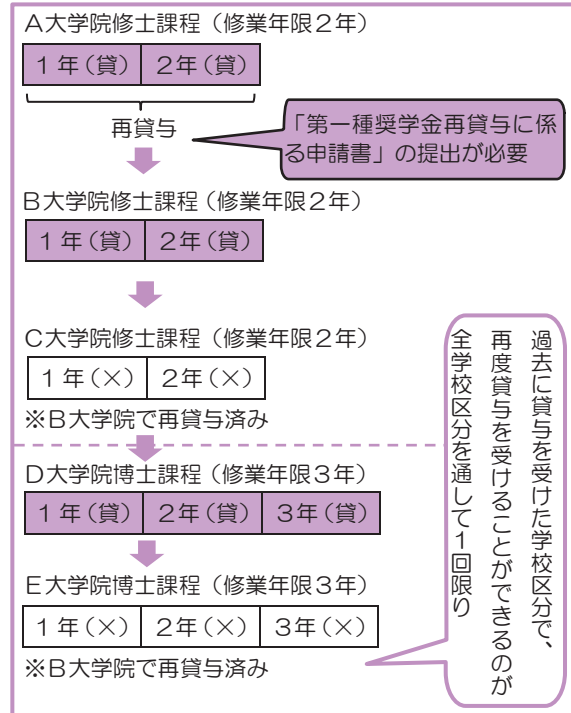 A大学院修士課程（修業年限２年）
１年（貸） ２年（貸）
再貸与
「第一種奨学金再貸与に係
る申請書」の提出が必要
B大学院修士課程（修業年限２年）
１年（貸） ２年（貸）
C大学院修士課程（修業年限２年）
１年（×） ２年（×）
※B大学院で再貸与済み
D大学院博士課程（修業年限３年）
１年（貸） ２年（貸） ３年（貸）
E大学院博士課程（修業年限３年）
１年（×） ２年（×） ３年（×）
※B大学院で再貸与済み
過去に貸与を受けた学校区分で、
再度貸与を受けることができるのが
全学校区分を通して１回限り